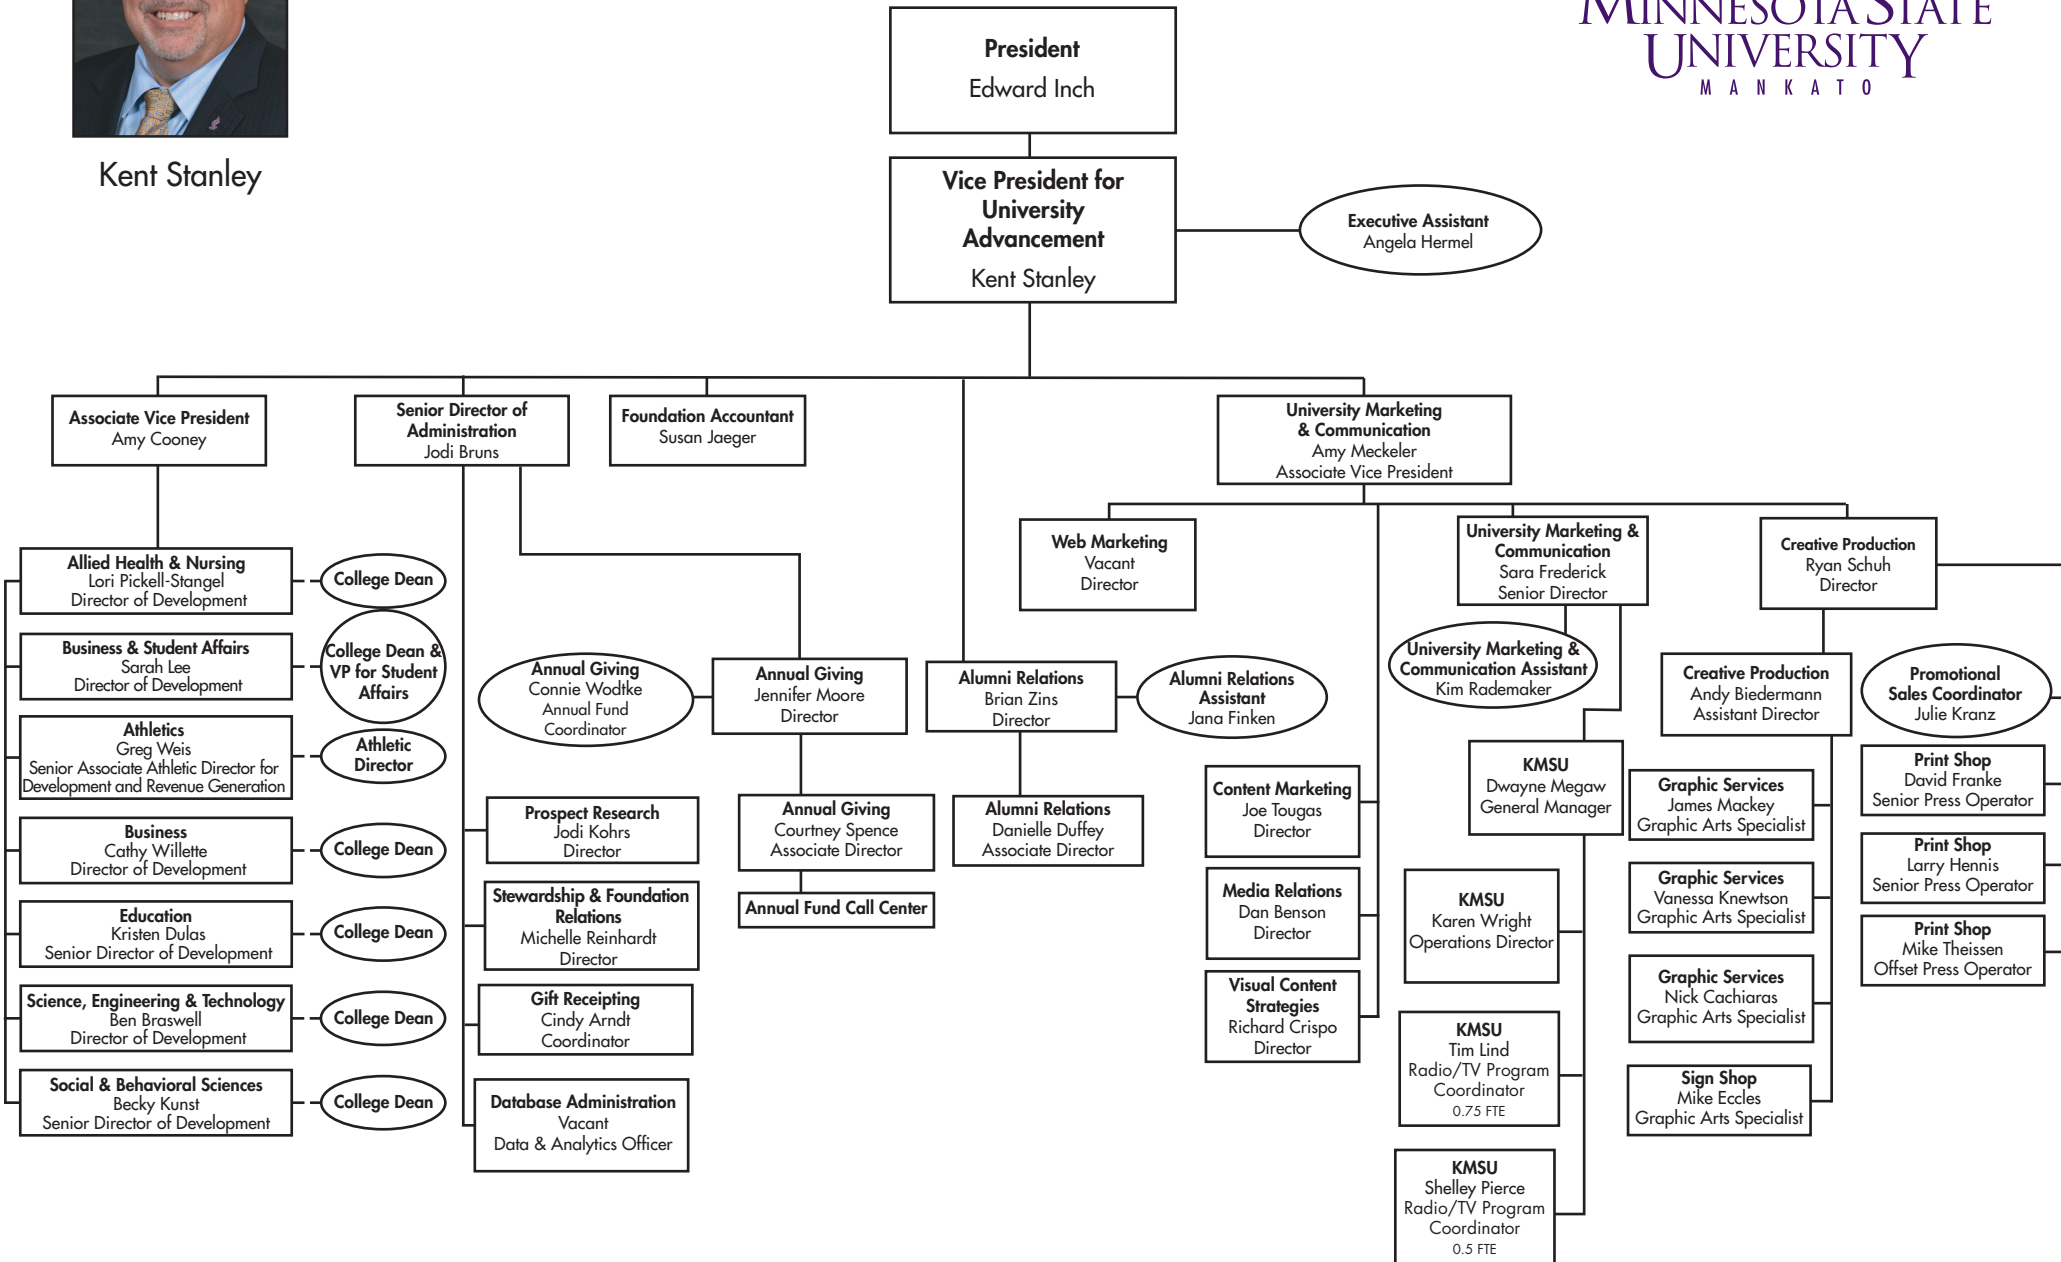 MINNESOTA STATE
UNIVERSITY
MANKATO
Kent Stanley
President
Edward Inch
Vice President for
University
Advancement
Kent Stanley
Executive Assistant
Angela Hermel
Associate Vice President
Amy Cooney
Senior Director of
Administration
Jodi Bruns
Foundation Accountant
Susan Jaeger
University Marketing
& Communication
Amy Meckeler
Associate Vice President
Allied Health & Nursing
Lori Pickell-Stangel
Director of Development
College Dean
Business & Student Affairs
Sarah Lee
Director of Development
College Dean &
VP for Student
Affairs
Athletics
Greg Weis
Senior Associate Athletic Director for
Development and Revenue Generation
Athletic
Director
Business
Cathy Willette
Director of Development
College Dean
Education
Kristen Dulas
Senior Director of Development
College Dean
Science, Engineering & Technology
Ben Braswell
Director of Development
College Dean
Social & Behavioral Sciences
Becky Kunst
Senior Director of Development
College Dean
Prospect Research
Jodi Kohrs
Director
Stewardship & Foundation
Relations
Michelle Reinhardt
Director
Gift Receipting
Cindy Arndt
Coordinator
Database Administration
Vacant
Data & Analytics Officer
Annual Giving
Connie Wodtke
Annual Fund
Coordinator
Annual Giving
Jennifer Moore
Director
Annual Giving
Courtney Spence
Associate Director
Annual Fund Call Center
Alumni Relations
Brian Zins
Director
Alumni Relations
Assistant
Jana Finken
Alumni Relations
Danielle Duffey
Associate Director
Web Marketing
Vacant
Director
Content Marketing
Joe Tougas
Director
Media Relations
Dan Benson
Director
Visual Content
Strategies
Richard Crispo
Director
University Marketing &
Communication
Sara Frederick
Senior Director
University Marketing &
Communication Assistant
Kim Rademaker
KMSU
Dwayne Megaw
General Manager
KMSU
Karen Wright
Operations Director
KMSU
Tim Lind
Radio/TV Program
Coordinator
0.75 FTE
KMSU
Shelley Pierce
Radio/TV Program
Coordinator
0.5 FTE
Creative Production
Ryan Schuh
Director
Creative Production
Andy Biedermann
Assistant Director
Graphic Services
James Mackey
Graphic Arts Specialist
Graphic Services
Vanessa Knewtson
Graphic Arts Specialist
Graphic Services
Nick Cachiaras
Graphic Arts Specialist
Sign Shop
Mike Eccles
Graphic Arts Specialist
Promotional
Sales Coordinator
Julie Kranz
Print Shop
David Franke
Senior Press Operator
Print Shop
Larry Hennis
Senior Press Operator
Print Shop
Mike Theissen
Offset Press Operator